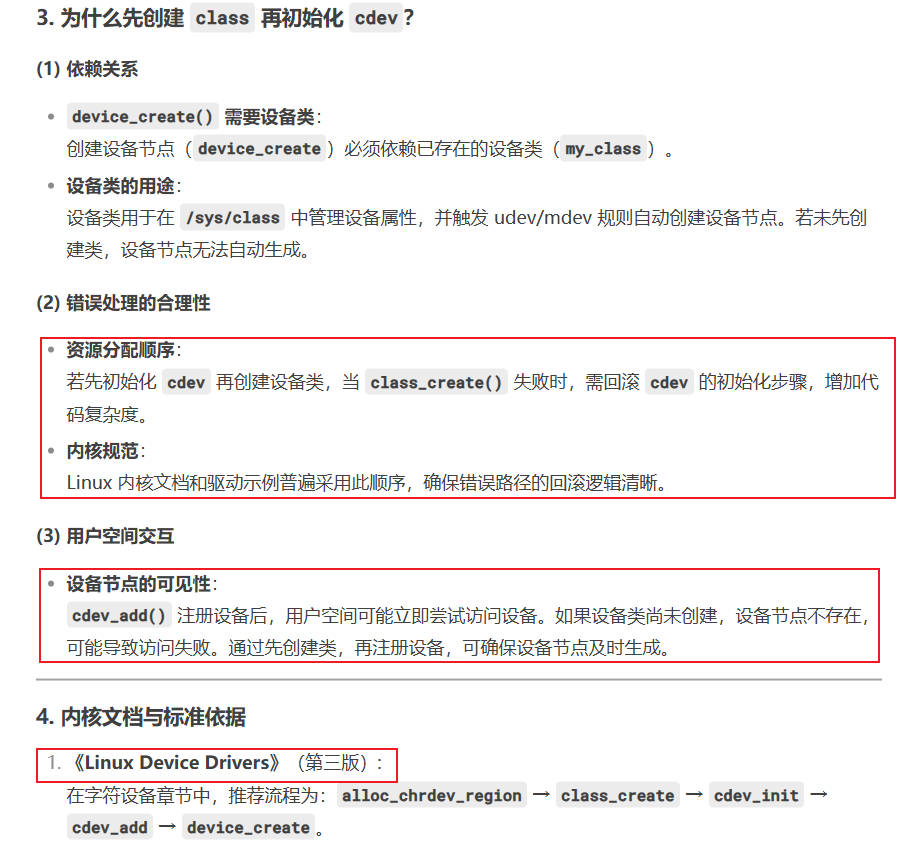 3. 为什么先创建 class 再初始化 cdev？
(1) 依赖关系
• device_create() 需要设备类：
创建设备节点（device_create）必须依赖已存在的设备类（my_class）。
• 设备类的用途：
设备类用于在 /sys/class 中管理设备属性，并触发 udev/mdev 规则自动创建设备节点。若未先创
建类，设备节点无法自动生成。
(2) 错误处理的合理性
• 资源分配顺序：
若先初始化 cdev 再创建设备类，当 class_create() 失败时，需回滚 cdev 的初始化步骤，增加代
码复杂度。
• 内核规范：
Linux 内核文档和驱动示例普遍采用此顺序，确保错误路径的回滚逻辑清晰。
(3) 用户空间交互
• 设备节点的可见性：
cdev_add() 注册设备后，用户空间可能立即尝试访问设备。如果设备类尚未创建，设备节点不存在，
可能导致访问失败。通过先创建类，再注册设备，可确保设备节点及时生成。
4. 内核文档与标准依据
1. 《Linux Device Drivers》（第三版）：
在字符设备章节中，推荐流程为：alloc_chrdev_region → class_create → cdev_init →
cdev_add → device_create。